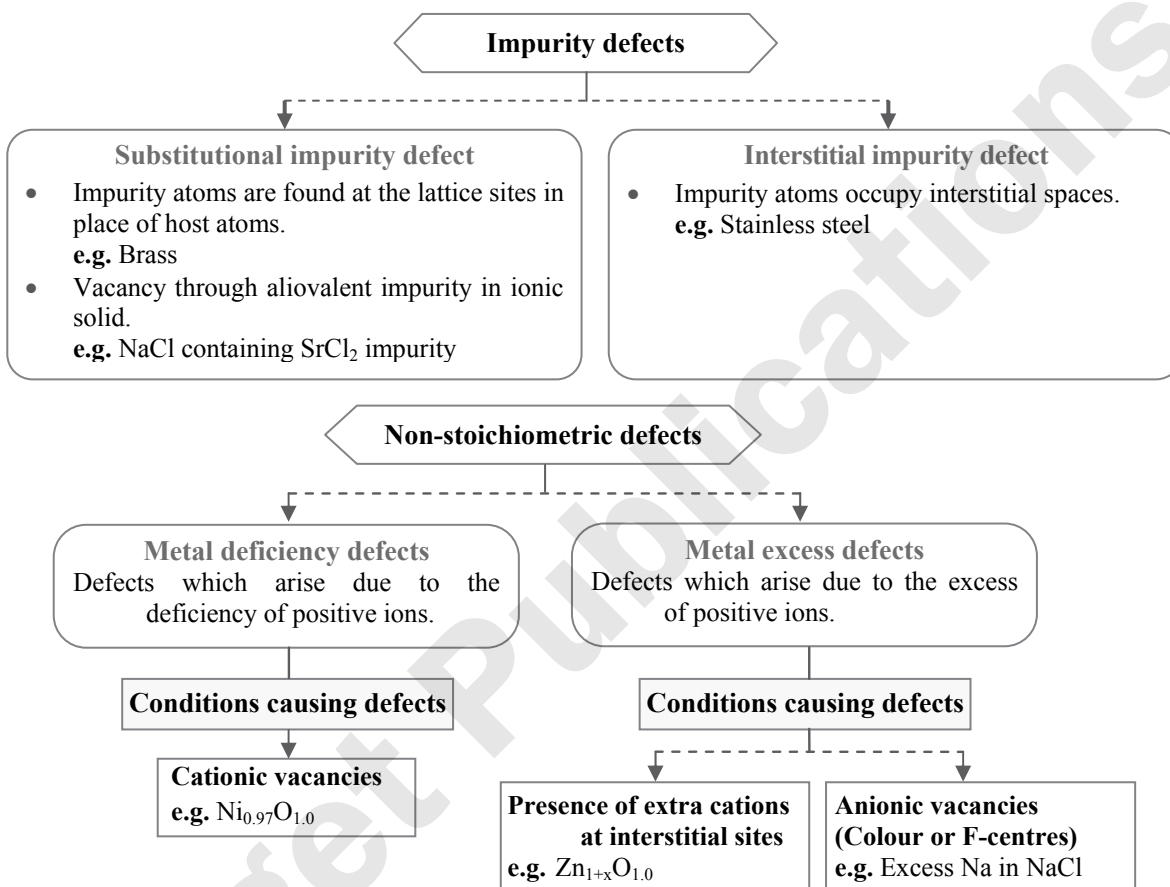 Impurity defects
Substitutional impurity defect
• Impurity atoms are found at the lattice sites in
place of host atoms.
e.g. Brass
• Vacancy through aliovalent impurity in ionic
solid.
e.g. NaCl containing SrCl₂ impurity
Interstitial impurity defect
• Impurity atoms occupy interstitial spaces.
e.g. Stainless steel
Non-stoichiometric defects
Metal deficiency defects
Defects which arise due to the
deficiency of positive ions.
Metal excess defects
Defects which arise due to the excess
of positive ions.
Conditions causing defects
Conditions causing defects
Cationic vacancies
e.g. Ni₀.₉₇O₁.₀
Presence of extra cations
at interstitial sites
e.g. Zn₁₊ₓO₁.₀
Anionic vacancies
(Colour or F-centres)
e.g. Excess Na in NaCl
get Publications